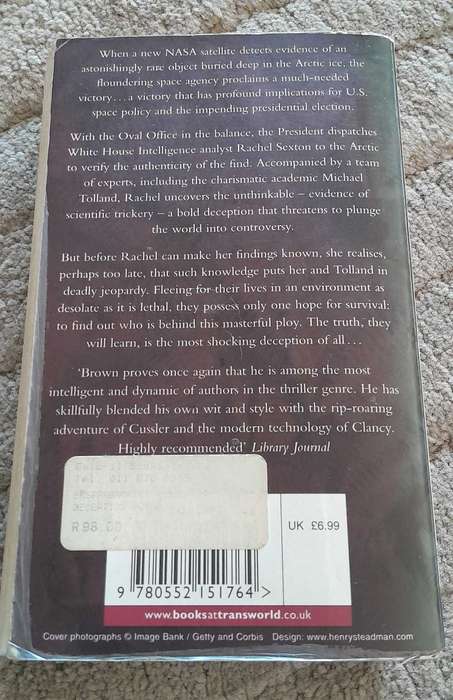 When a new NASA satellite detects evidence of an
astonishingly rare object buried deep in the Arctic ice, the
floundering space agency proclaims a much-needed
victory...a victory that has profound implications for U.S.
space policy and the impending presidential election.
With the Oval Office in the balance, the President dispatches
White House Intelligence analyst Rachel Sexton to the Arctic
to verify the authenticity of the find. Accompanied by a team
of experts, including the charismatic academic Michael
Tolland, Rachel uncovers the unthinkable – evidence of
scientific trickery – a bold deception that threatens to plunge
the world into controversy.
But before Rachel can make her findings known, she realises,
perhaps too late, that such knowledge puts her and Tolland in
deadly jeopardy. Fleeing for their lives in an environment as
desolate as it is lethal, they possess only one hope for survival:
to find out who is behind this masterful ploy. The truth, they
will learn, is the most shocking deception of all...
'Brown proves once again that he is among the most
intelligent and dynamic of authors in the thriller genre. He has
skillfully blended his own wit and style with the rip-roaring
adventure of Cussler and the modern technology of Clancy.
Highly recommended' Library Journal
R98.00
UK £6.99
9 780552 151764 >
www.booksattransworld.co.uk
Cover photographs © Image Bank / Getty and Corbis Design: www.henrysteadman.com